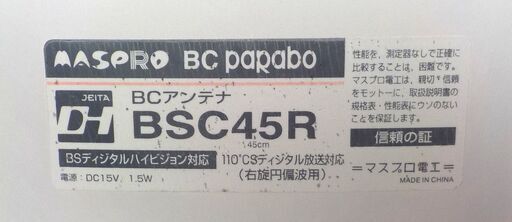 MASPRO BC parabo
JEITA
DH
BCアンテナ
BSC45R
45cm
BSディジタルハイビジョン対応
110°CSディジタル放送対応
(右旋円偏波用)
電源:DC15V, 1.5W
性能を、測定器なしで正確に
比較することは、困難です。
マスプロ電工は、親切・信頼
をモットーに、取扱説明書の
規格表・性能表にウソのない
ことを保証します。
信頼の証
=マスプロ電工=
MADE IN CHINA